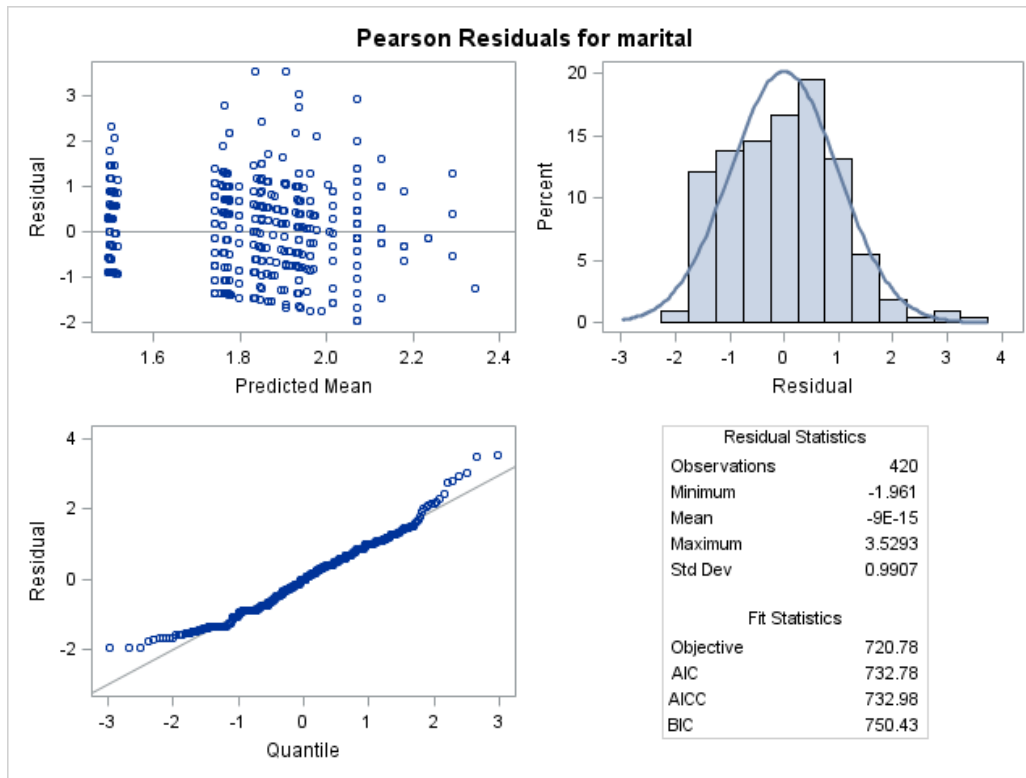 Pearson Residuals for marital
3
2
1
0
-1
-2
Residual
1.6 1.8 2.0 2.2 2.4
Predicted Mean
20
15
10
5
0
Percent
-3 -2 -1 0 1 2 3 4
Residual
4
2
0
-2
Residual
-3 -2 -1 0 1 2 3
Quantile
Residual Statistics
Observations 420
Minimum -1.961
Mean -9E-15
Maximum 3.5293
Std Dev 0.9907
Fit Statistics
Objective 720.78
AIC 732.78
AICC 732.98
BIC 750.43